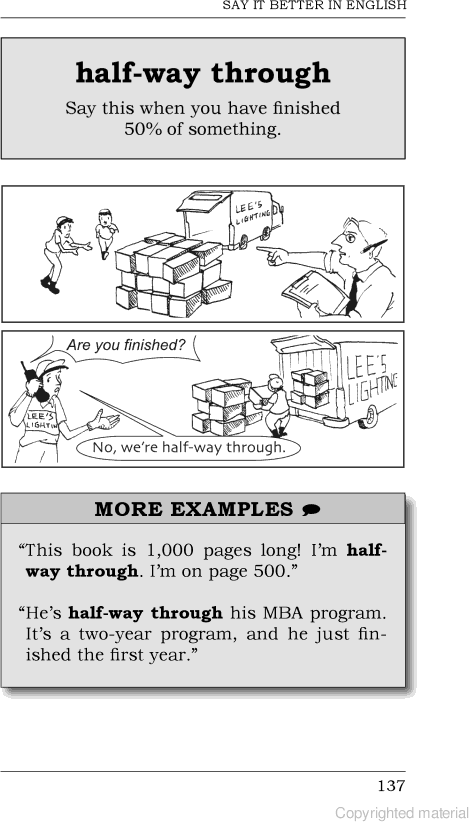 SAY IT BETTER IN ENGLISH
half-way through
Say this when you have finished
50% of something.
LEE'S
LIGHTING
Are you finished?
LEE'S
LIGHTING
LEE'S
LIGHTIN
No, we're half-way through.
MORE EXAMPLES
“This book is 1,000 pages long! I’m half-
way through. I’m on page 500.”
“He’s half-way through his MBA program.
It’s a two-year program, and he just fin-
ished the first year.”
137
Copyrighted material